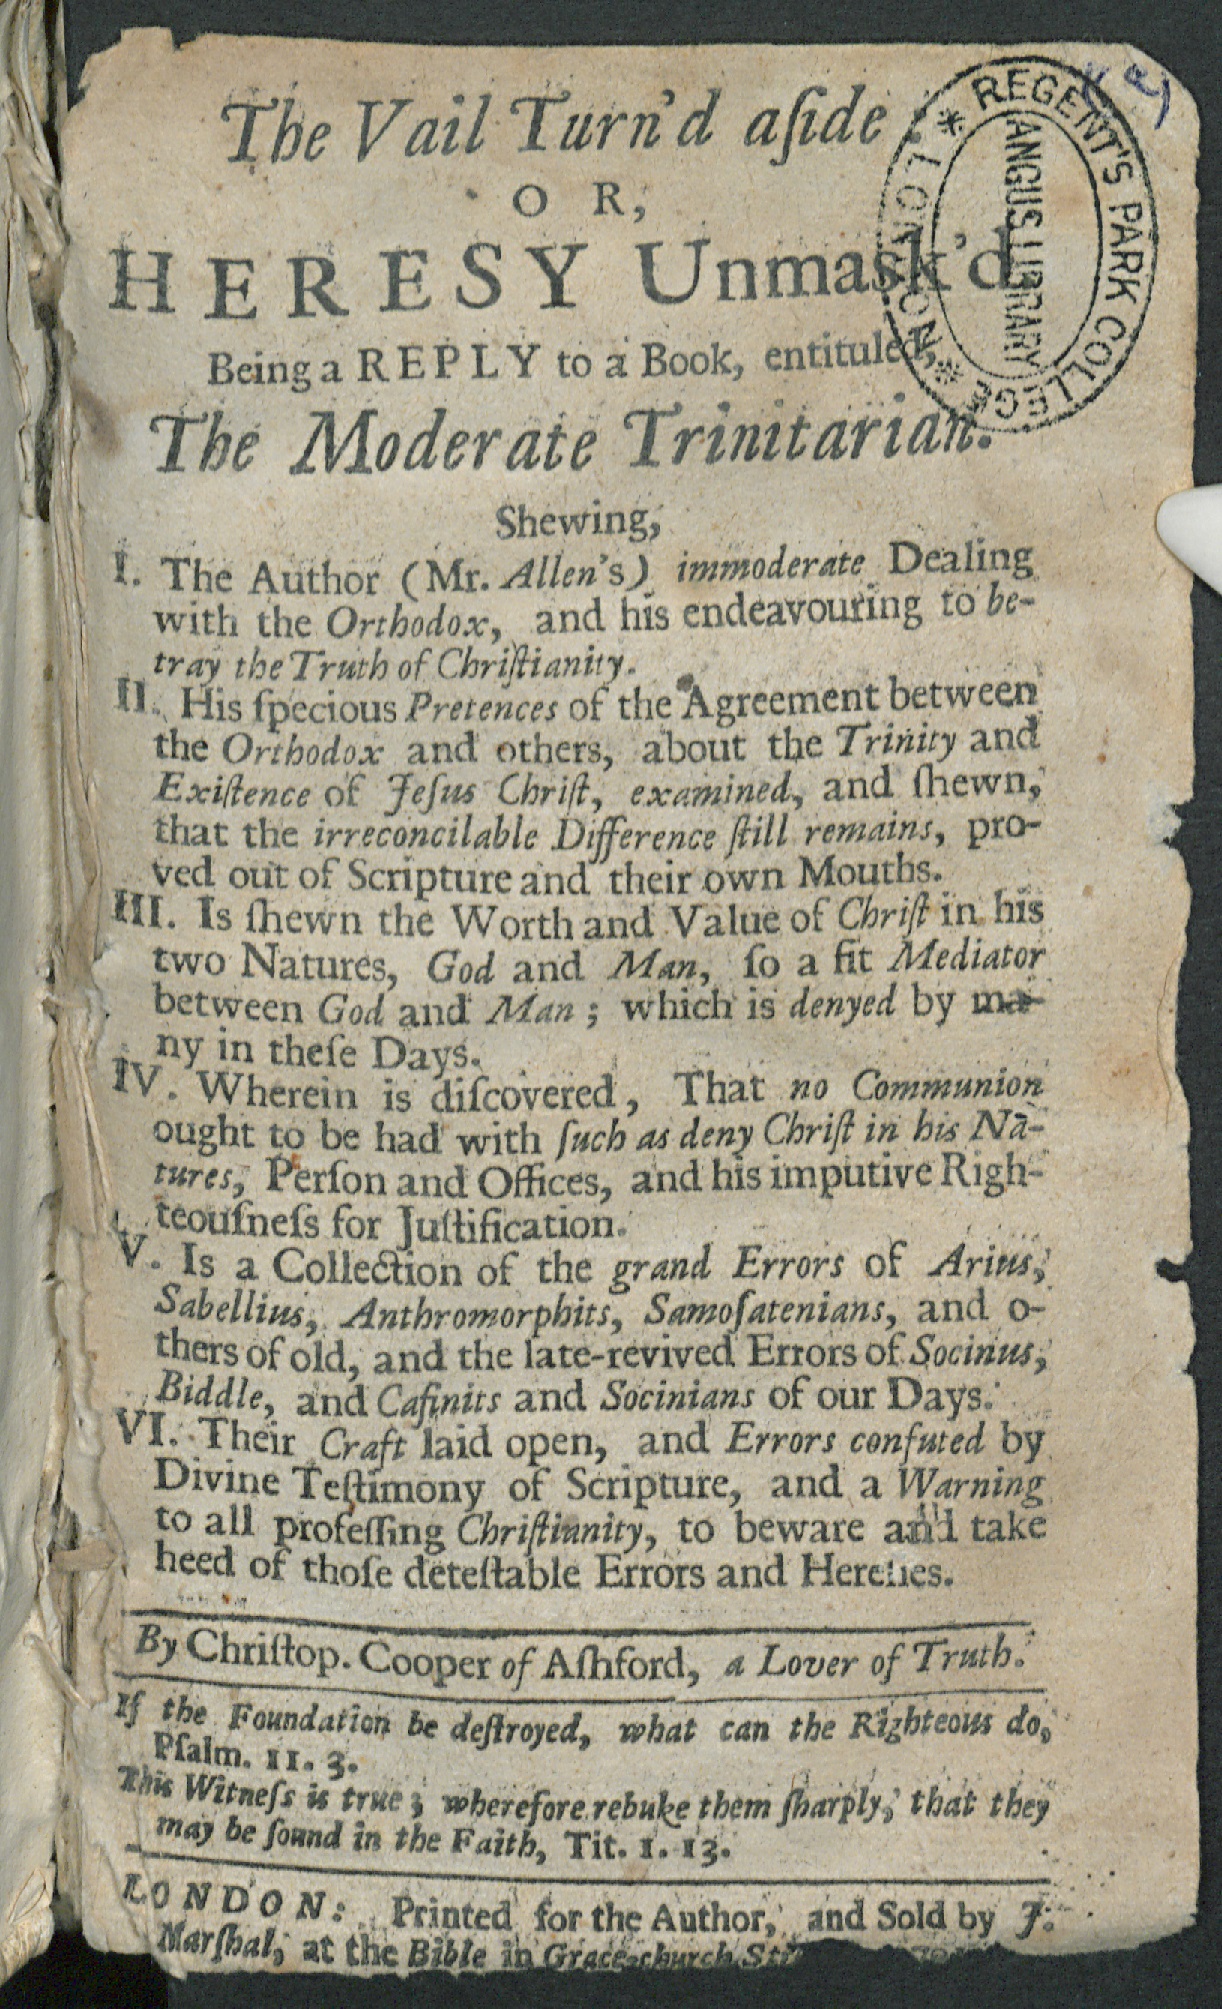 The Vail Turn'd aſide:
OR,
HERESY Unmask'd
Being a REPLY to a Book, entituled,
The Moderate Trinitarian.
Shewing,
I. The Author (Mr. Allen's) immoderate Dealing
with the Orthodox, and his endeavouring to be-
tray the Truth of Chriſtianity.
II. His ſpecious Pretences of the Agreement between
the Orthodox and others, about the Trinity and
Exiſtence of Jeſus Chriſt, examined, and ſhewn,
that the irreconcilable Difference ſtill remains, pro-
ved out of Scripture and their own Mouths.
III. Is ſhewn the Worth and Value of Chriſt in his
two Natures, God and Man, ſo a fit Mediator
between God and Man; which is denyed by ma-
ny in theſe Days.
IV. Wherein is diſcovered, That no Communion
ought to be had with ſuch as deny Chriſt in his Na-
tures, Perſon and Offices, and his imputive Righ-
teouſneſs for Juſtification.
V. Is a Collection of the grand Errors of Arius,
Sabellius, Anthromorphits, Samoſatenians, and o-
thers of old, and the late-revived Errors of Socinus,
Biddle, and Cafinits and Socinians of our Days.
VI. Their Craft laid open, and Errors confuted by
Divine Teſtimony of Scripture, and a Warning
to all profeſſing Chriſtianity, to beware and take
heed of thoſe deteſtable Errors and Hereſies.
By Chriſtop. Cooper of Aſhford, a Lover of Truth.
If the Foundation be deſtroyed, what can the Righteous do,
Pſalm. 11. 3.
This Witneſs is true; wherefore rebuke them ſharply, that they
may be ſound in the Faith, Tit. 1. 13.
LONDON: Printed for the Author, and Sold by J.
Marſhal, at the Bible in Grace-church
REGENT'S PARK COLLEGE
* LONDON *
ANGUS LIBRARY